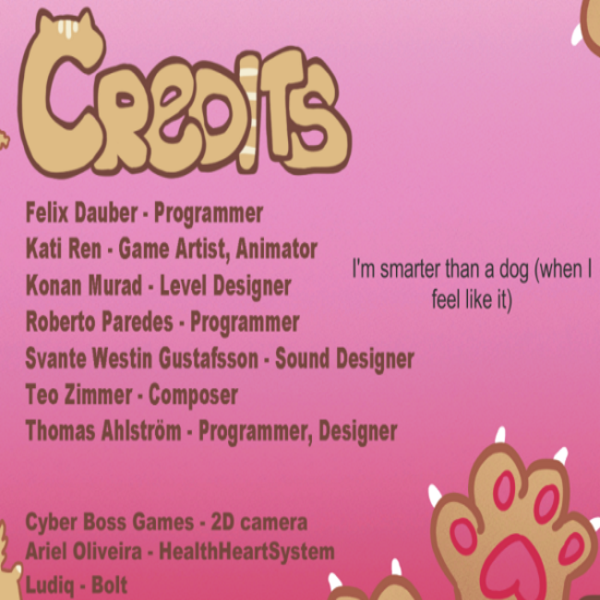 Credits
Felix Dauber - Programmer
Kati Ren - Game Artist, Animator
Konan Murad - Level Designer
Roberto Paredes - Programmer
Svante Westin Gustafsson - Sound Designer
Teo Zimmer - Composer
Thomas Ahlström - Programmer, Designer
I'm smarter than a dog (when I
feel like it)
Cyber Boss Games - 2D camera
Ariel Oliveira - HealthHeartSystem
Ludiq - Bolt